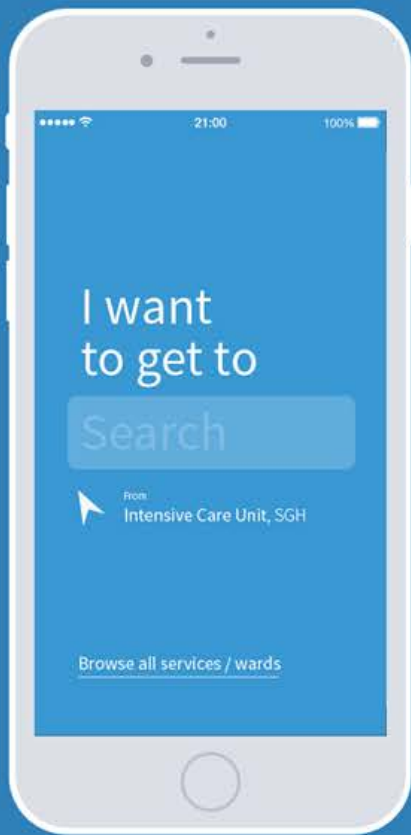 21:00
100%
I want
to get to
Search
From
Intensive Care Unit, SGH
Browse all services / wards